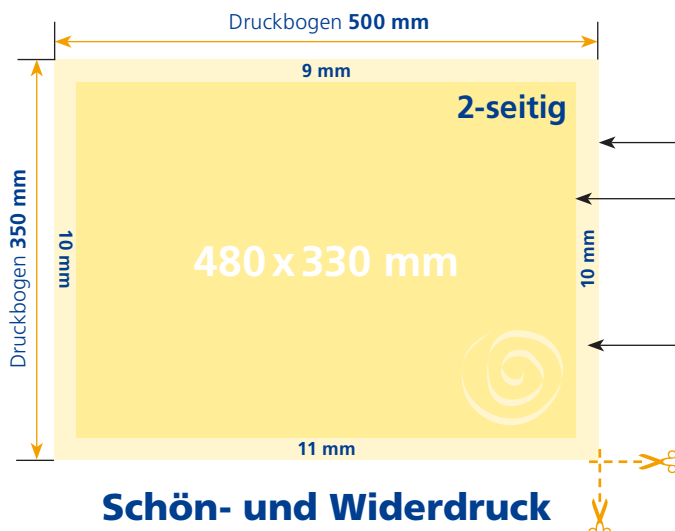 Druckbogen 500 mm
9 mm
2-seitig
Druckbogen 350 mm
10 mm
480 x 330 mm
10 mm
11 mm
Schön- und Widerdruck